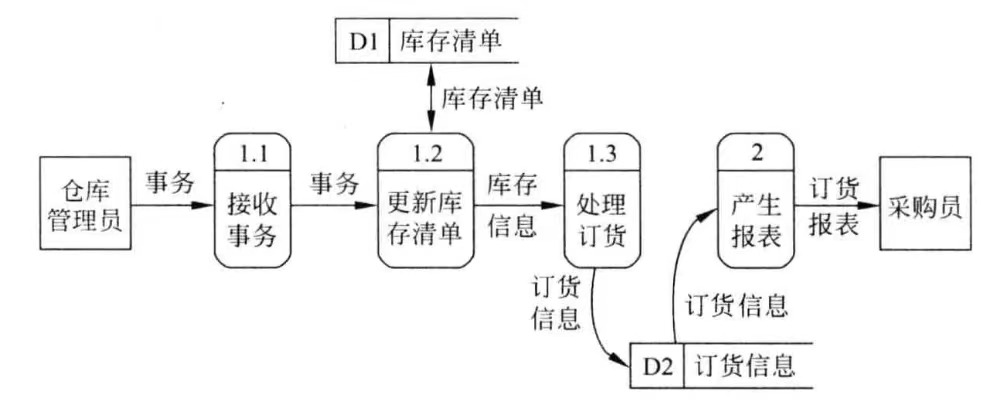 D1 库存清单
库存清单
仓库
管理员
事务
1.1
接收
事务
事务
1.2
更新库
存清单
库存
信息
1.3
处理
订货
2
产生
报表
订货
报表
采购员
订货
信息
订货信息
D2 订货信息